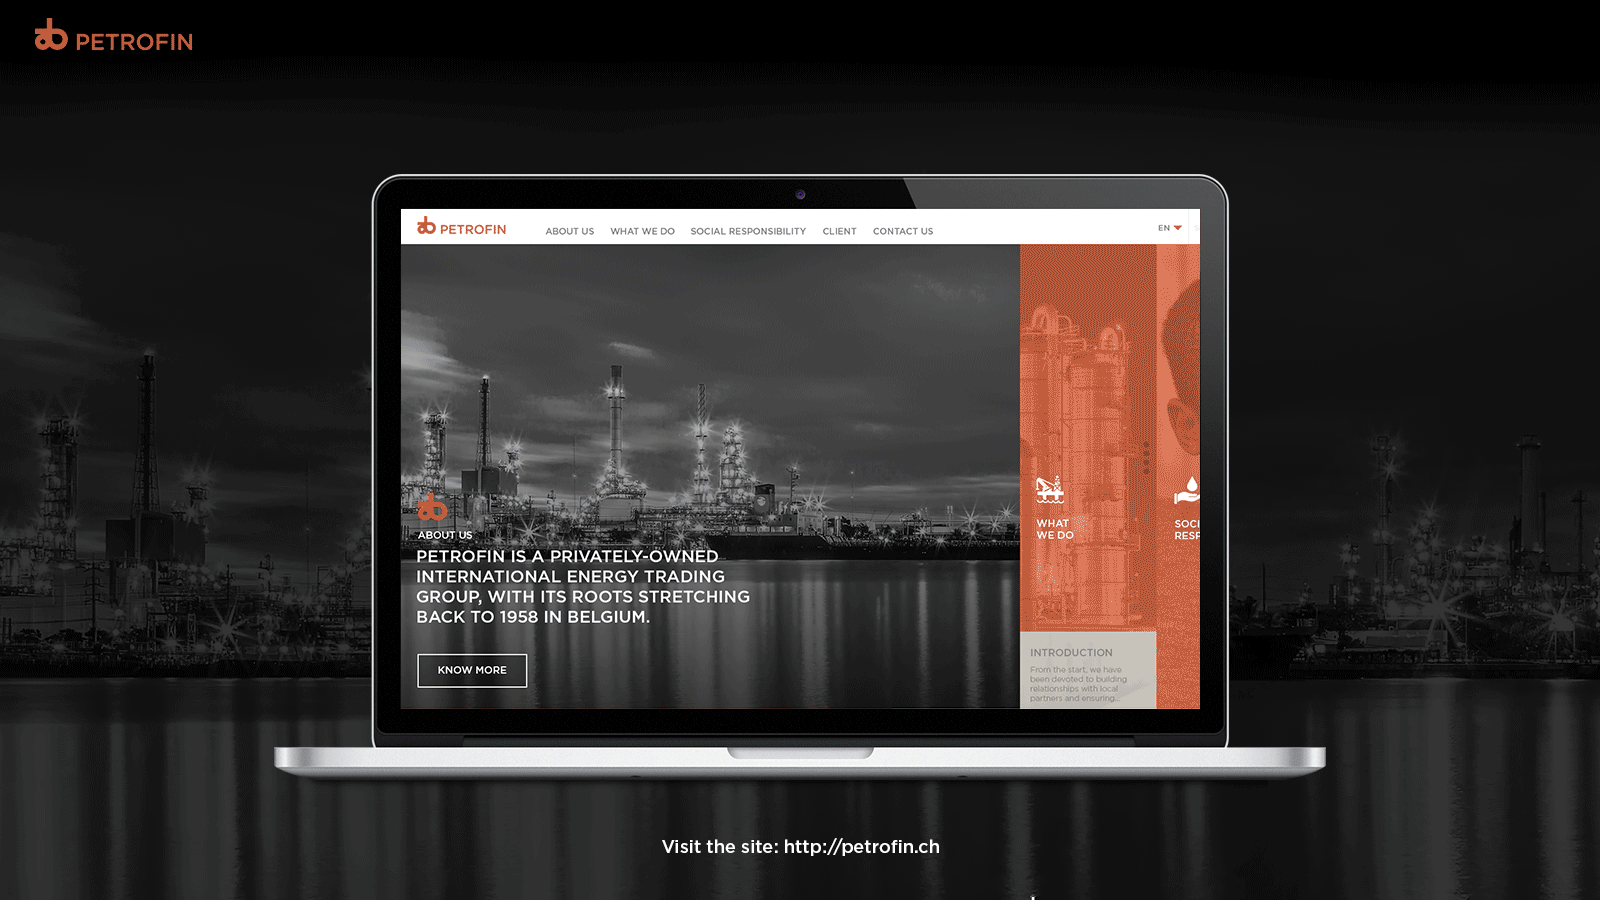 PETROFIN
PETROFIN
ABOUT US
WHAT WE DO
SOCIAL RESPONSIBILITY
CLIENT
CONTACT US
EN
ABOUT US
PETROFIN IS A PRIVATELY-OWNED
INTERNATIONAL ENERGY TRADING
GROUP, WITH ITS ROOTS STRETCHING
BACK TO 1958 IN BELGIUM.
KNOW MORE
WHAT
WE DO
SOCI
RESP
INTRODUCTION
From the start, we have
been devoted to building
relationships with local
partners and ensuring...
Visit the site: http://petrofin.ch